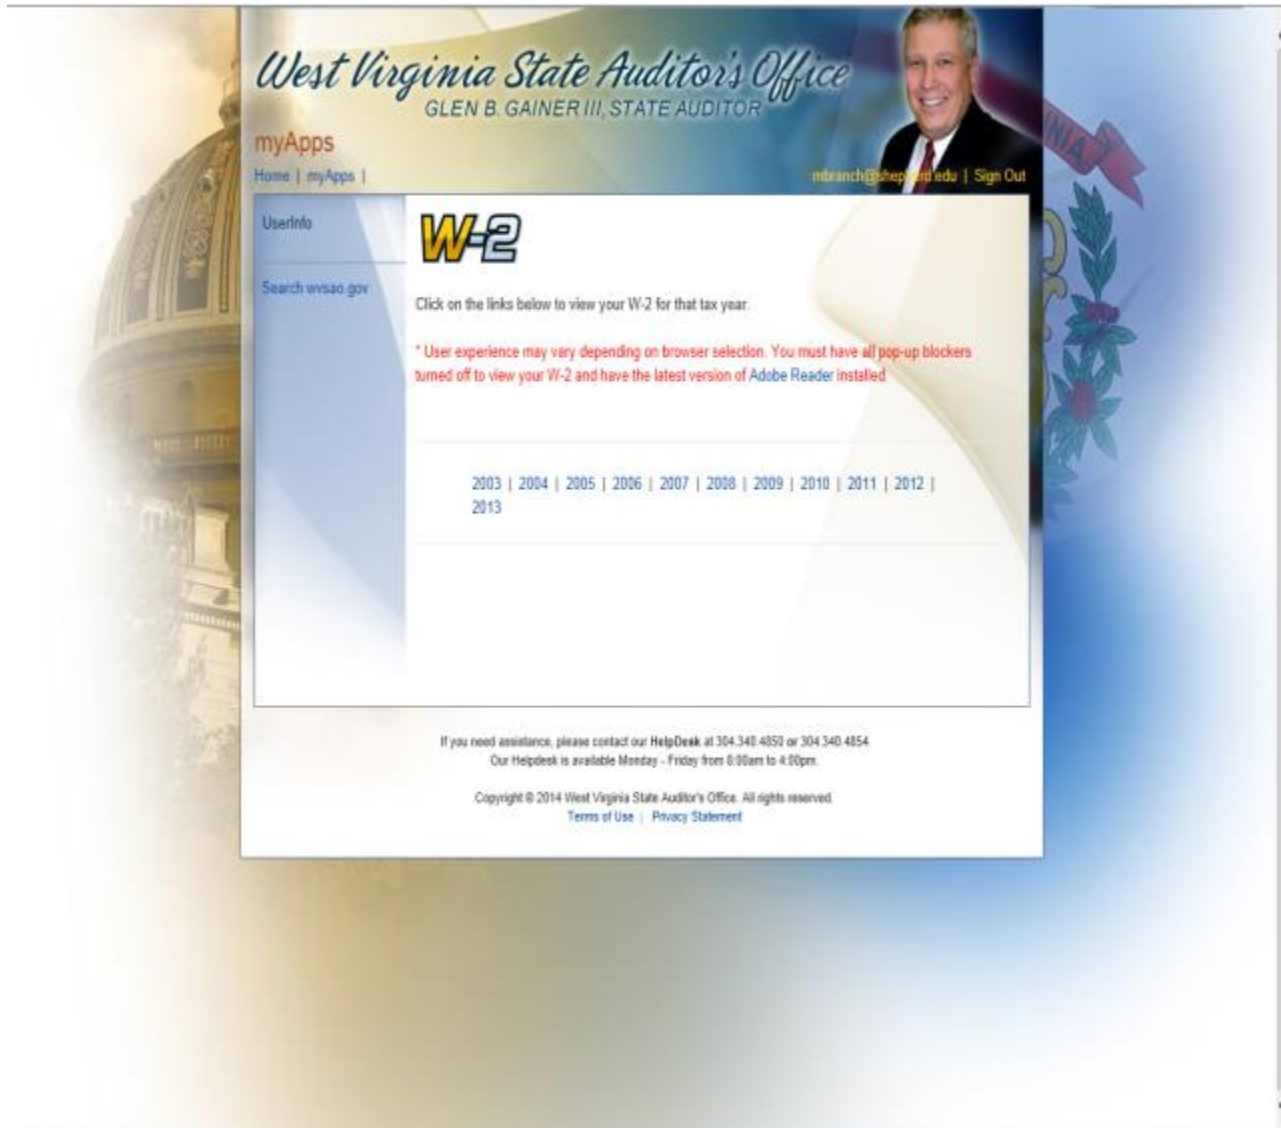 West Virginia State Auditor's Office
GLEN B. GAINER III, STATE AUDITOR
myApps
Home | myApps |
mbranch@shepherd.edu | Sign Out
UserInfo
Search wvsao.gov
W-2
Click on the links below to view your W-2 for that tax year.
* User experience may vary depending on browser selection. You must have all pop-up blockers
turned off to view your W-2 and have the latest version of Adobe Reader installed
2003 | 2004 | 2005 | 2006 | 2007 | 2008 | 2009 | 2010 | 2011 | 2012 |
2013
If you need assistance, please contact our HelpDesk at 304.340.4850 or 304.340.4854
Our Helpdesk is available Monday - Friday from 8:00am to 4:00pm.
Copyright © 2014 West Virginia State Auditor's Office. All rights reserved.
Terms of Use | Privacy Statement